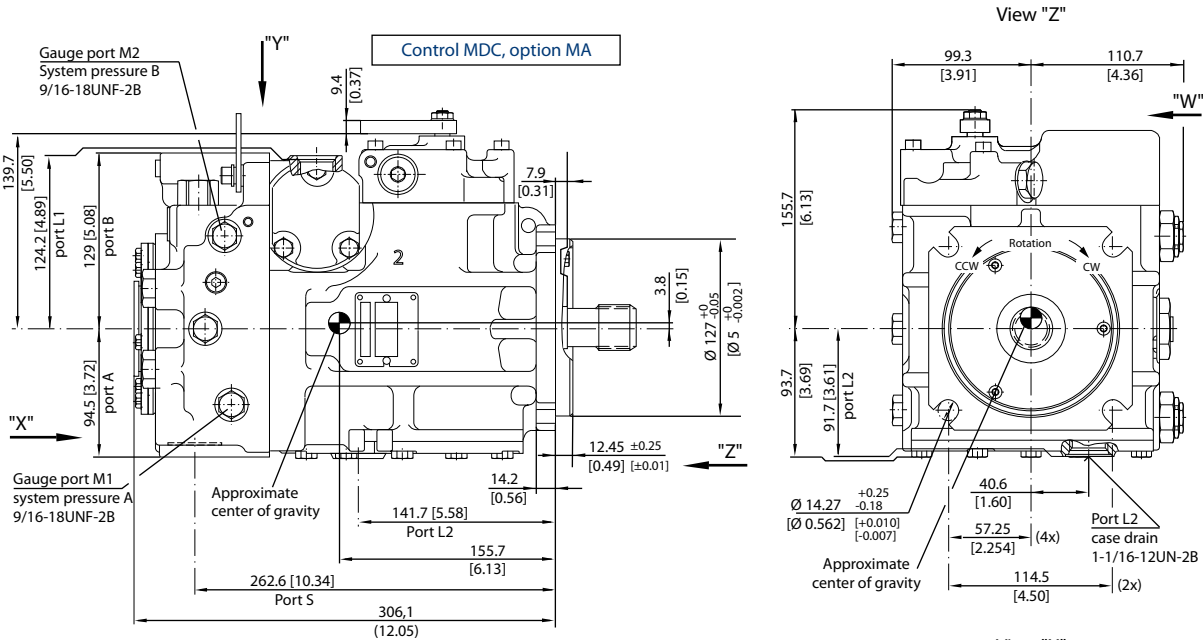 View "Z"
"Y"
Control MDC, option MA
Gauge port M2
System pressure B
9/16-18UNF-2B
9.4
[0.37]
99.3
[3.91]
110.7
[4.36]
"W"
139.7
[5.50]
124.2 [4.89]
port L1
129 [5.08]
port B
7.9
[0.31]
2
3.8
[0.15]
Ø 127 +0 -0.05
[Ø 5 +0 -0.002]
155.7
[6.13]
Rotation
CCW
CW
94.5 [3.72]
port A
93.7
[3.69]
91.7 [3.61]
port L2
"X"
12.45 ±0.25
[0.49] [±0.01]
"Z"
Gauge port M1
system pressure A
9/16-18UNF-2B
Approximate
center of gravity
14.2
[0.56]
141.7 [5.58]
Port L2
155.7
[6.13]
262.6 [10.34]
Port S
306,1
(12.05)
40.6
[1.60]
Ø 14.27 +0.25 -0.18
[Ø 0.562] [+0.010] [-0.007]
57.25
[2.254]
(4x)
Port L2
case drain
1-1/16-12UN-2B
Approximate
center of gravity
114.5
[4.50]
(2x)